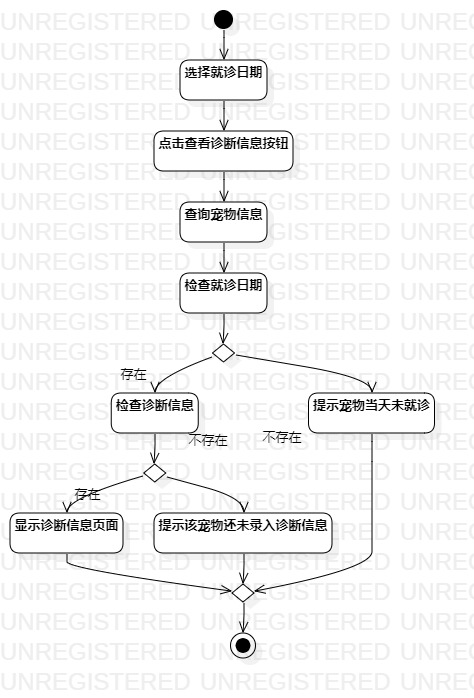 选择就诊日期
点击查看诊断信息按钮
查询宠物信息
检查就诊日期
存在
检查诊断信息
提示宠物当天未就诊
不存在
不存在
存在
显示诊断信息页面
提示该宠物还未录入诊断信息
UNREGISTERED